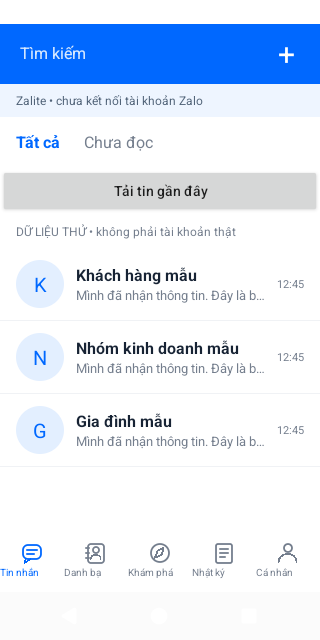 Tìm kiếm
Zalite • chưa kết nối tài khoản Zalo
Tất cả
Chưa đọc
Tải tin gần đây
DỮ LIỆU THỬ • không phải tài khoản thật
K
Khách hàng mẫu
12:45
Mình đã nhận thông tin. Đây là b...
N
Nhóm kinh doanh mẫu
12:45
Mình đã nhận thông tin. Đây là b...
G
Gia đình mẫu
12:45
Mình đã nhận thông tin. Đây là b...
Tin nhắn
Danh bạ
Khám phá
Nhật ký
Cá nhân